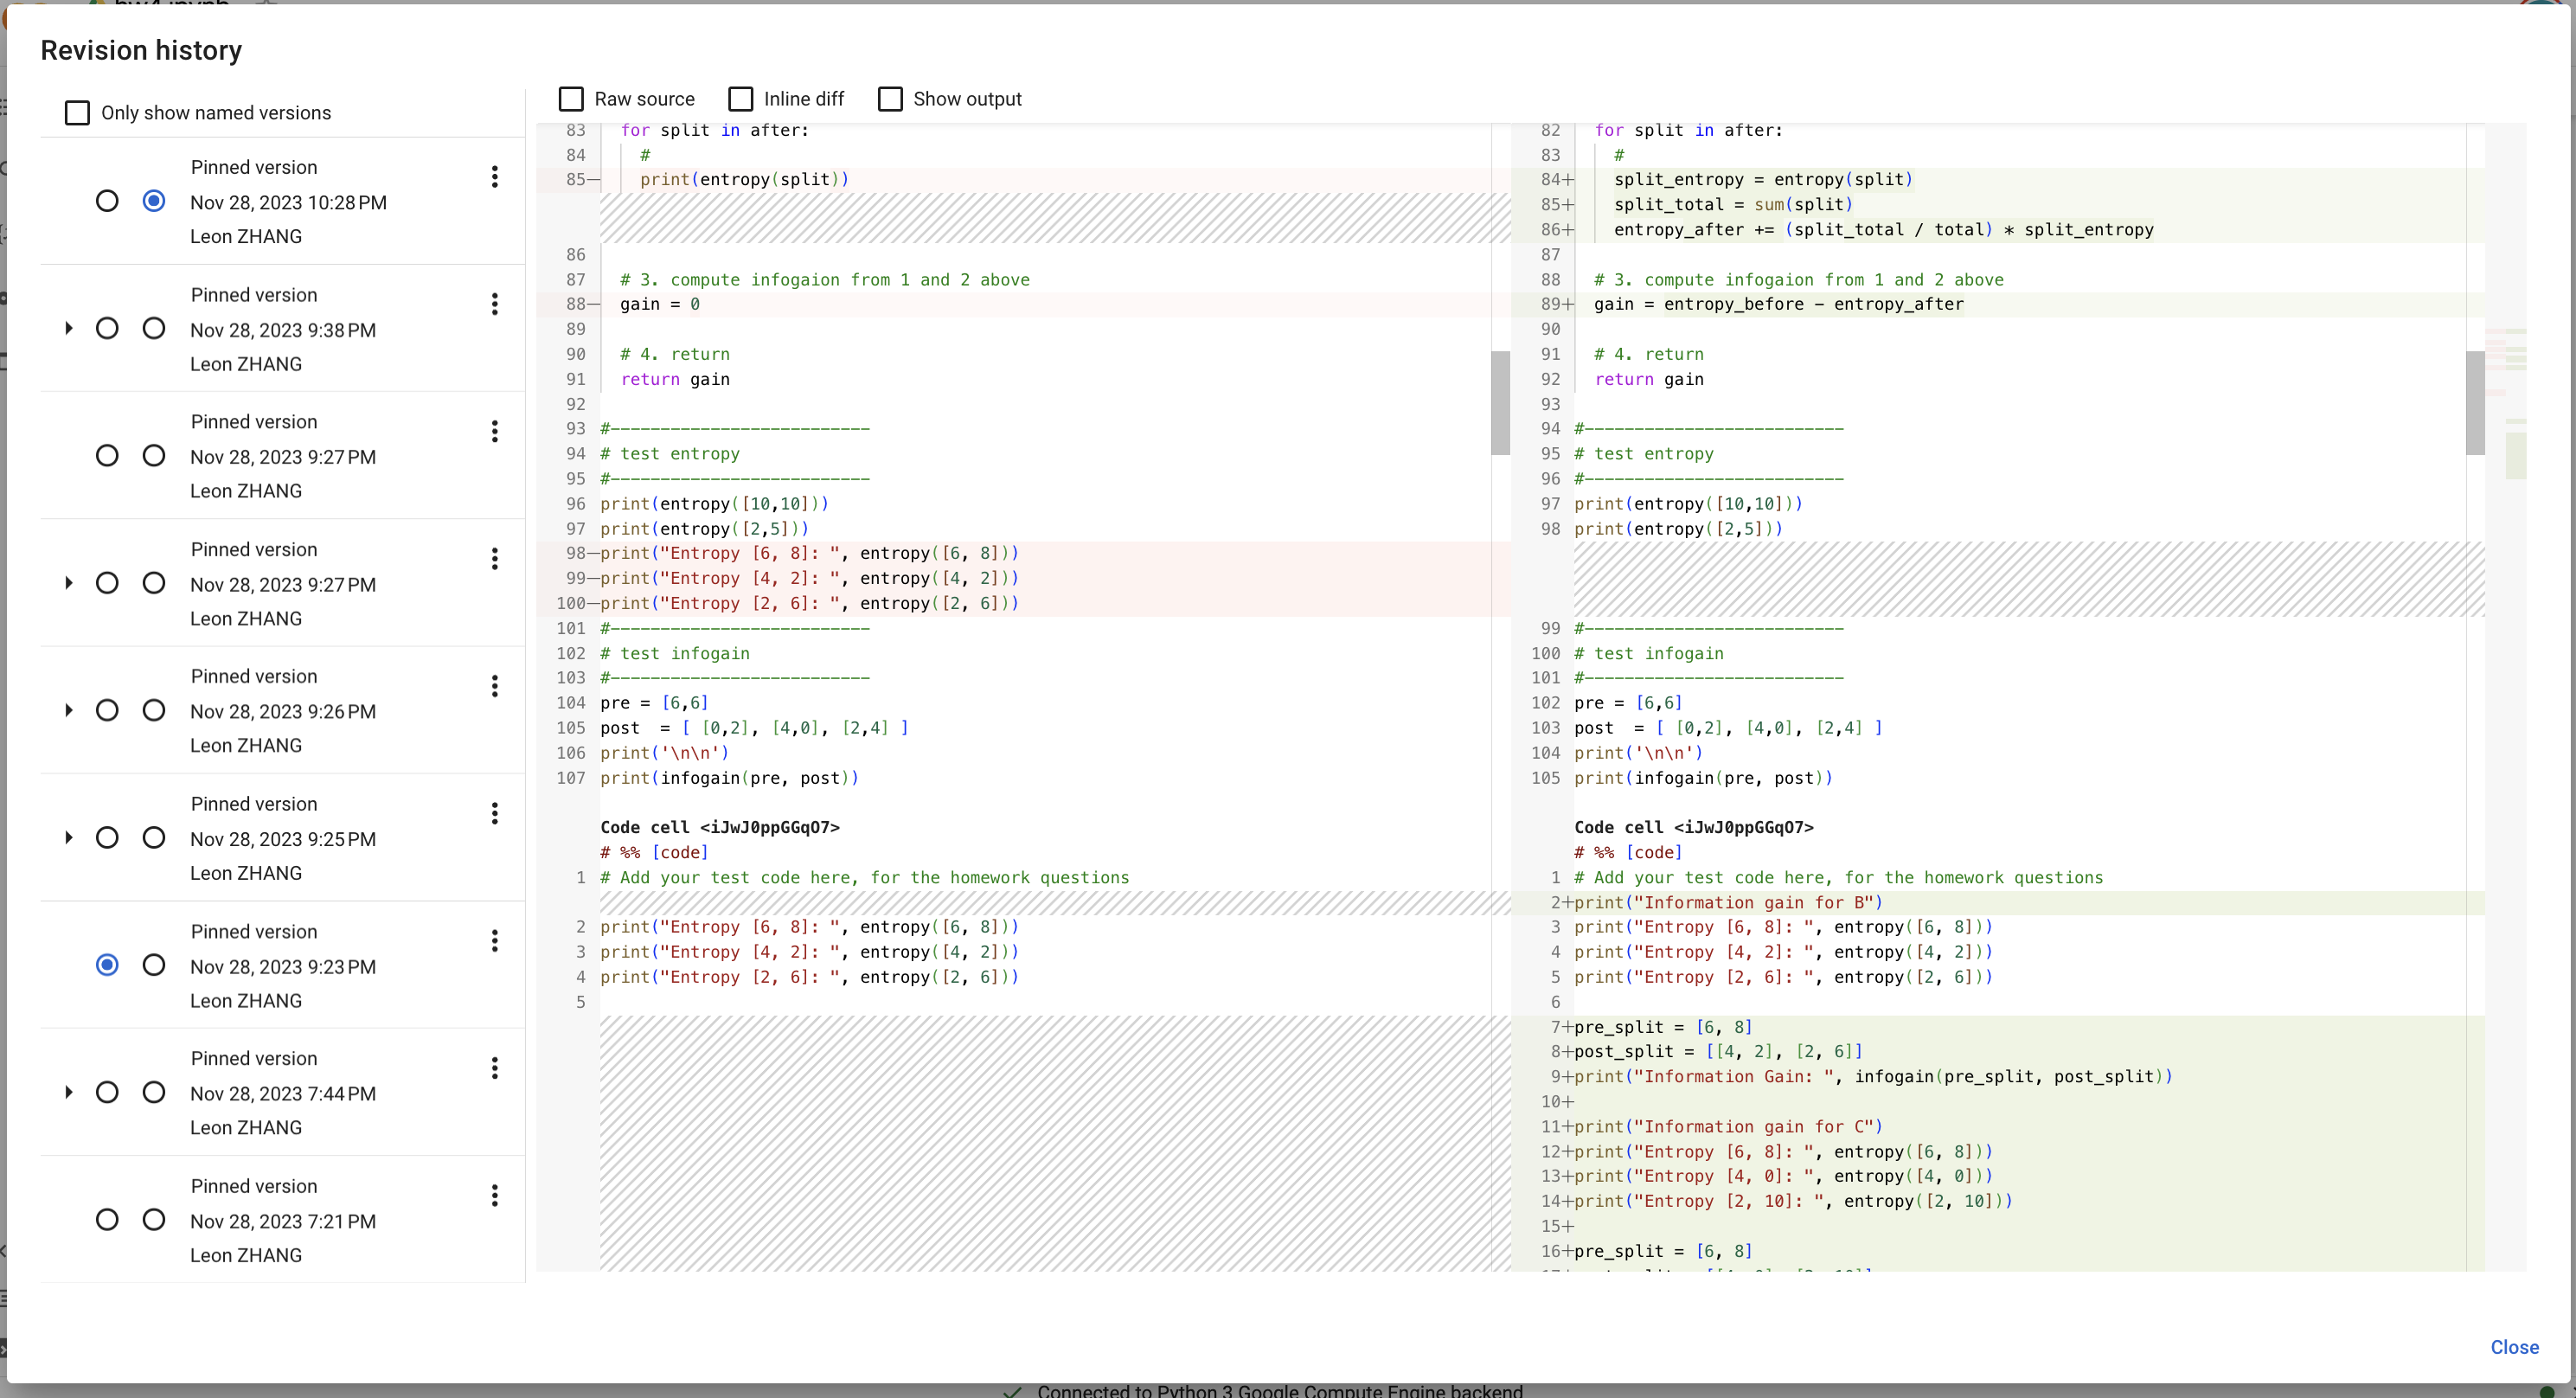 Revision history
Only show named versions
Pinned version
Nov 28, 2023 10:28 PM
Leon ZHANG
Pinned version
Nov 28, 2023 9:38 PM
Leon ZHANG
Pinned version
Nov 28, 2023 9:27 PM
Leon ZHANG
Pinned version
Nov 28, 2023 9:27 PM
Leon ZHANG
Pinned version
Nov 28, 2023 9:26 PM
Leon ZHANG
Pinned version
Nov 28, 2023 9:25 PM
Leon ZHANG
Pinned version
Nov 28, 2023 9:23 PM
Leon ZHANG
Pinned version
Nov 28, 2023 7:44 PM
Leon ZHANG
Pinned version
Nov 28, 2023 7:21 PM
Leon ZHANG
Raw source Inline diff Show output
83 for split in after:
84 #
85— print(entropy(split))
86
87 # 3. compute infogaion from 1 and 2 above
88— gain = 0
89
90 # 4. return
91 return gain
92
93 #--------------------------
94 # test entropy
95 #--------------------------
96 print(entropy([10,10]))
97 print(entropy([2,5]))
98—print("Entropy [6, 8]: ", entropy([6, 8]))
99—print("Entropy [4, 2]: ", entropy([4, 2]))
100—print("Entropy [2, 6]: ", entropy([2, 6]))
101 #--------------------------
102 # test infogain
103 #--------------------------
104 pre = [6,6]
105 post  = [ [0,2], [4,0], [2,4] ]
106 print('\n\n')
107 print(infogain(pre, post))
Code cell <iJwJ0ppGGqO7>
# %% [code]
1 # Add your test code here, for the homework questions
2 print("Entropy [6, 8]: ", entropy([6, 8]))
3 print("Entropy [4, 2]: ", entropy([4, 2]))
4 print("Entropy [2, 6]: ", entropy([2, 6]))
5
82 for split in after:
83 #
84+ split_entropy = entropy(split)
85+ split_total = sum(split)
86+ entropy_after += (split_total / total) * split_entropy
87
88 # 3. compute infogaion from 1 and 2 above
89+ gain = entropy_before - entropy_after
90
91 # 4. return
92 return gain
93
94 #--------------------------
95 # test entropy
96 #--------------------------
97 print(entropy([10,10]))
98 print(entropy([2,5]))
99 #--------------------------
100 # test infogain
101 #--------------------------
102 pre = [6,6]
103 post  = [ [0,2], [4,0], [2,4] ]
104 print('\n\n')
105 print(infogain(pre, post))
Code cell <iJwJ0ppGGqO7>
# %% [code]
1 # Add your test code here, for the homework questions
2+print("Information gain for B")
3 print("Entropy [6, 8]: ", entropy([6, 8]))
4 print("Entropy [4, 2]: ", entropy([4, 2]))
5 print("Entropy [2, 6]: ", entropy([2, 6]))
6
7+pre_split = [6, 8]
8+post_split = [[4, 2], [2, 6]]
9+print("Information Gain: ", infogain(pre_split, post_split))
10+
11+print("Information gain for C")
12+print("Entropy [6, 8]: ", entropy([6, 8]))
13+print("Entropy [4, 0]: ", entropy([4, 0]))
14+print("Entropy [2, 10]: ", entropy([2, 10]))
15+
16+pre_split = [6, 8]
Close
Connected to Python 3 Google Compute Engine backend